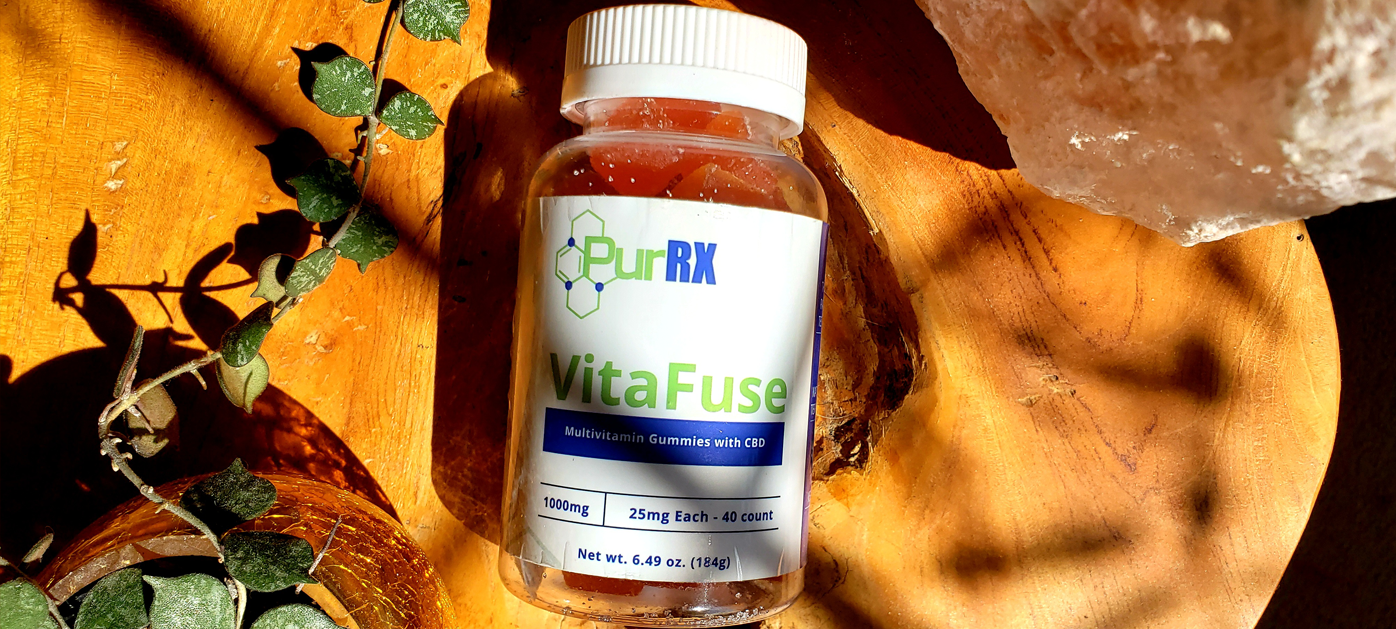 PurRX
VitaFuse
Multivitamin Gummies with CBD
1000mg
25mg Each - 40 count
Net wt. 6.49 oz. (184g)